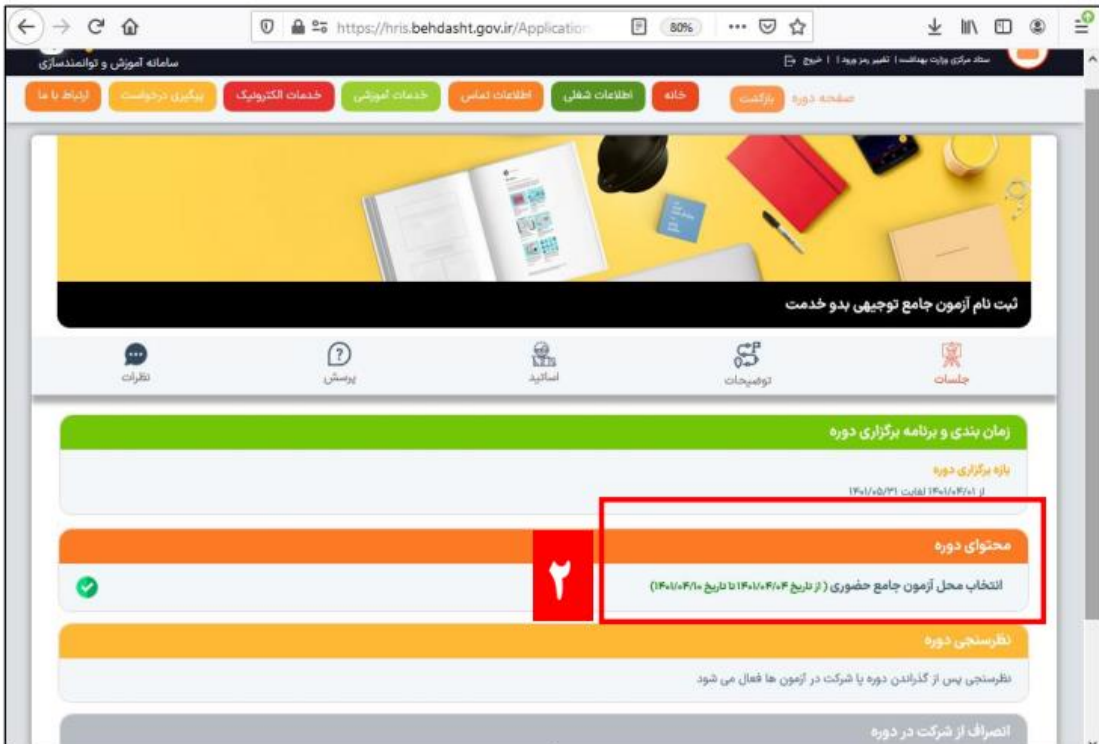 https://hris.behdasht.gov.ir/Application
80%
سامانه آموزش و توانمندسازی
ستاد مرکزی وزارت بهداشت | تغییر رمز ورود | خروج
صفحه دوره بازگشت خانه اطلاعات شغلی اطلاعات تماس خدمات آموزشی خدمات الکترونیک پیگیری درخواست ارتباط با ما
ثبت نام آزمون جامع توجیهی بدو خدمت
جلسات توضیحات اساتید پرسش نظرات
زمان بندی و برنامه برگزاری دوره
بازه برگزاری دوره
از ۱۴۰۱/۰۴/۰۱ لغایت ۱۴۰۱/۰۵/۳۱
محتوای دوره
۲
انتخاب محل آزمون جامع حضوری (از تاریخ ۱۴۰۱/۰۴/۰۴ تا تاریخ ۱۴۰۱/۰۴/۱۰)
نظرسنجی دوره
نظرسنجی پس از گذراندن دوره یا شرکت در آزمون ها فعال می شود
انصراف از شرکت در دوره